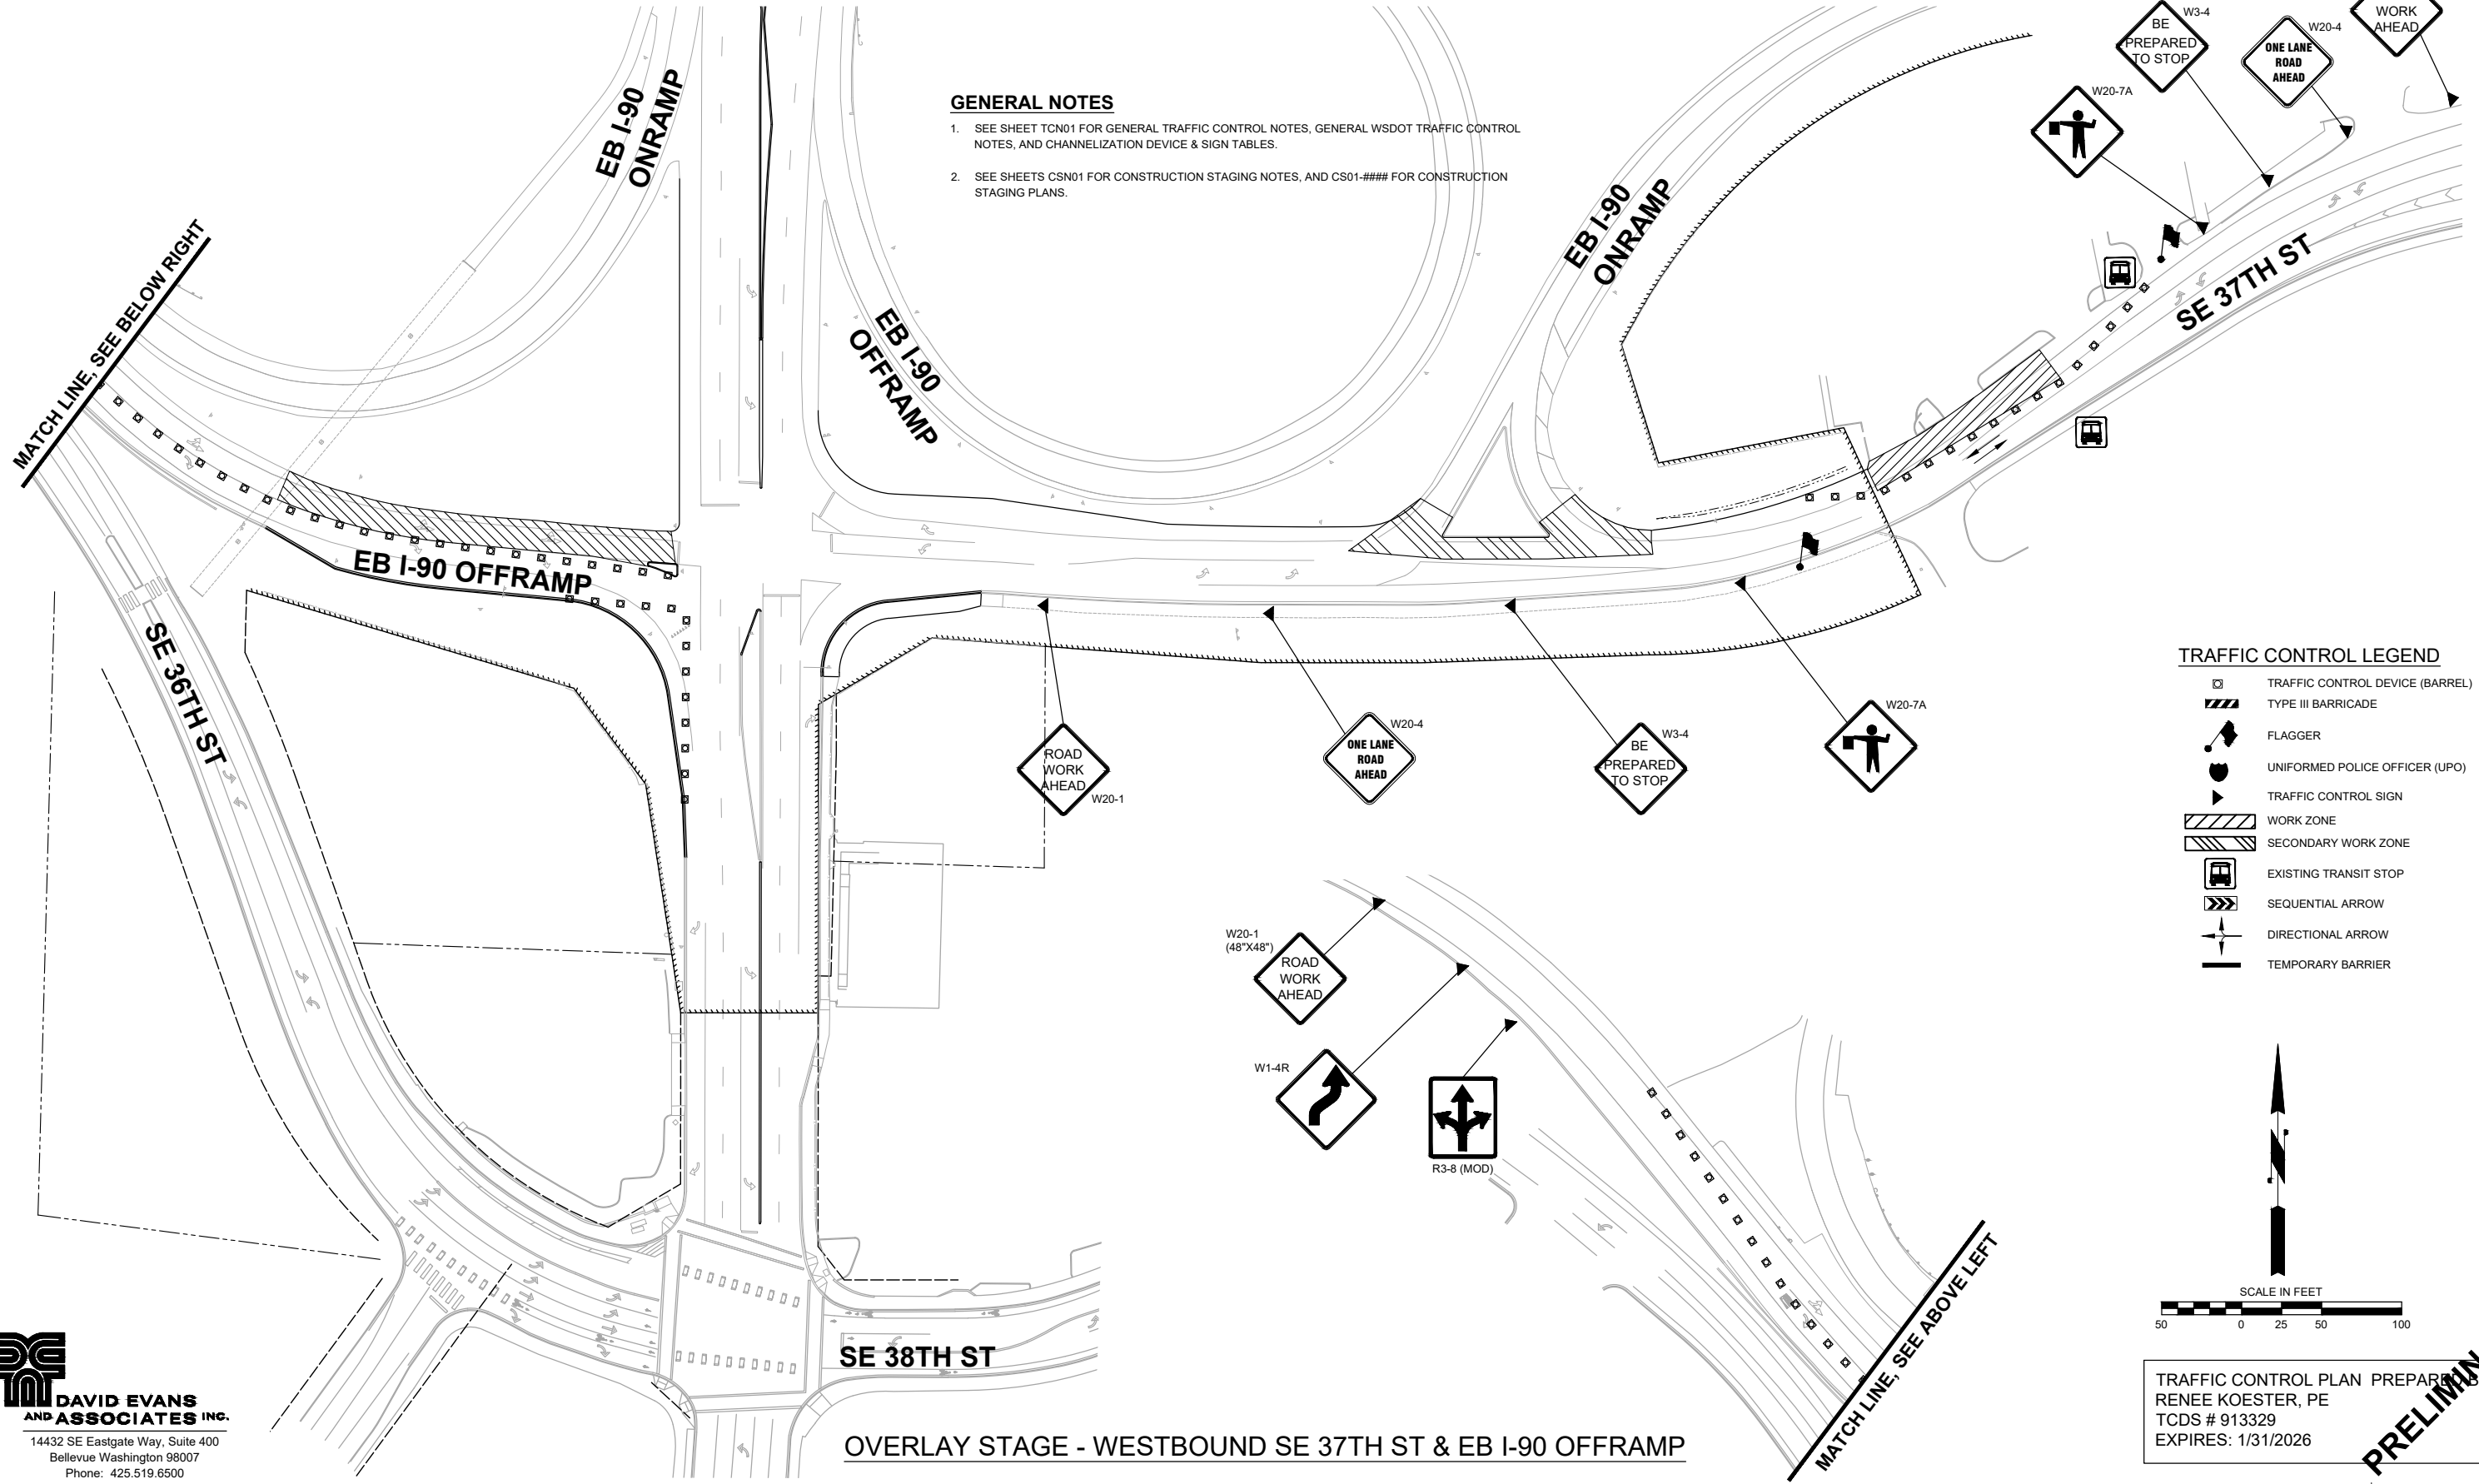 WORK
AHEAD
W3-4
BE
PREPARED
TO STOP
W20-4
ONE LANE
ROAD
AHEAD
W20-7A
EB I-90
ONRAMP
GENERAL NOTES
1. SEE SHEET TCN01 FOR GENERAL TRAFFIC CONTROL NOTES, GENERAL WSDOT TRAFFIC CONTROL
NOTES, AND CHANNELIZATION DEVICE & SIGN TABLES.
2. SEE SHEETS CSN01 FOR CONSTRUCTION STAGING NOTES, AND CS01-#### FOR CONSTRUCTION
STAGING PLANS.
EB I-90
ONRAMP
MATCH LINE, SEE BELOW RIGHT
EB I-90
OFFRAMP
SE 37TH ST
EB I-90 OFFRAMP
SE 36TH ST
ROAD
WORK
AHEAD
W20-1
W20-4
ONE LANE
ROAD
AHEAD
W3-4
BE
PREPARED
TO STOP
W20-7A
TRAFFIC CONTROL LEGEND
TRAFFIC CONTROL DEVICE (BARREL)
TYPE III BARRICADE
FLAGGER
UNIFORMED POLICE OFFICER (UPO)
TRAFFIC CONTROL SIGN
WORK ZONE
SECONDARY WORK ZONE
EXISTING TRANSIT STOP
SEQUENTIAL ARROW
DIRECTIONAL ARROW
TEMPORARY BARRIER
W20-1
(48"X48")
ROAD
WORK
AHEAD
W1-4R
R3-8 (MOD)
MATCH LINE, SEE ABOVE LEFT
SCALE IN FEET
50 0 25 50 100
SE 38TH ST
DAVID EVANS
AND ASSOCIATES INC.
14432 SE Eastgate Way, Suite 400
Bellevue Washington 98007
Phone: 425.519.6500
OVERLAY STAGE - WESTBOUND SE 37TH ST & EB I-90 OFFRAMP
TRAFFIC CONTROL PLAN PREPARED B
RENEE KOESTER, PE
TCDS # 913329
EXPIRES: 1/31/2026
PRELIMIN